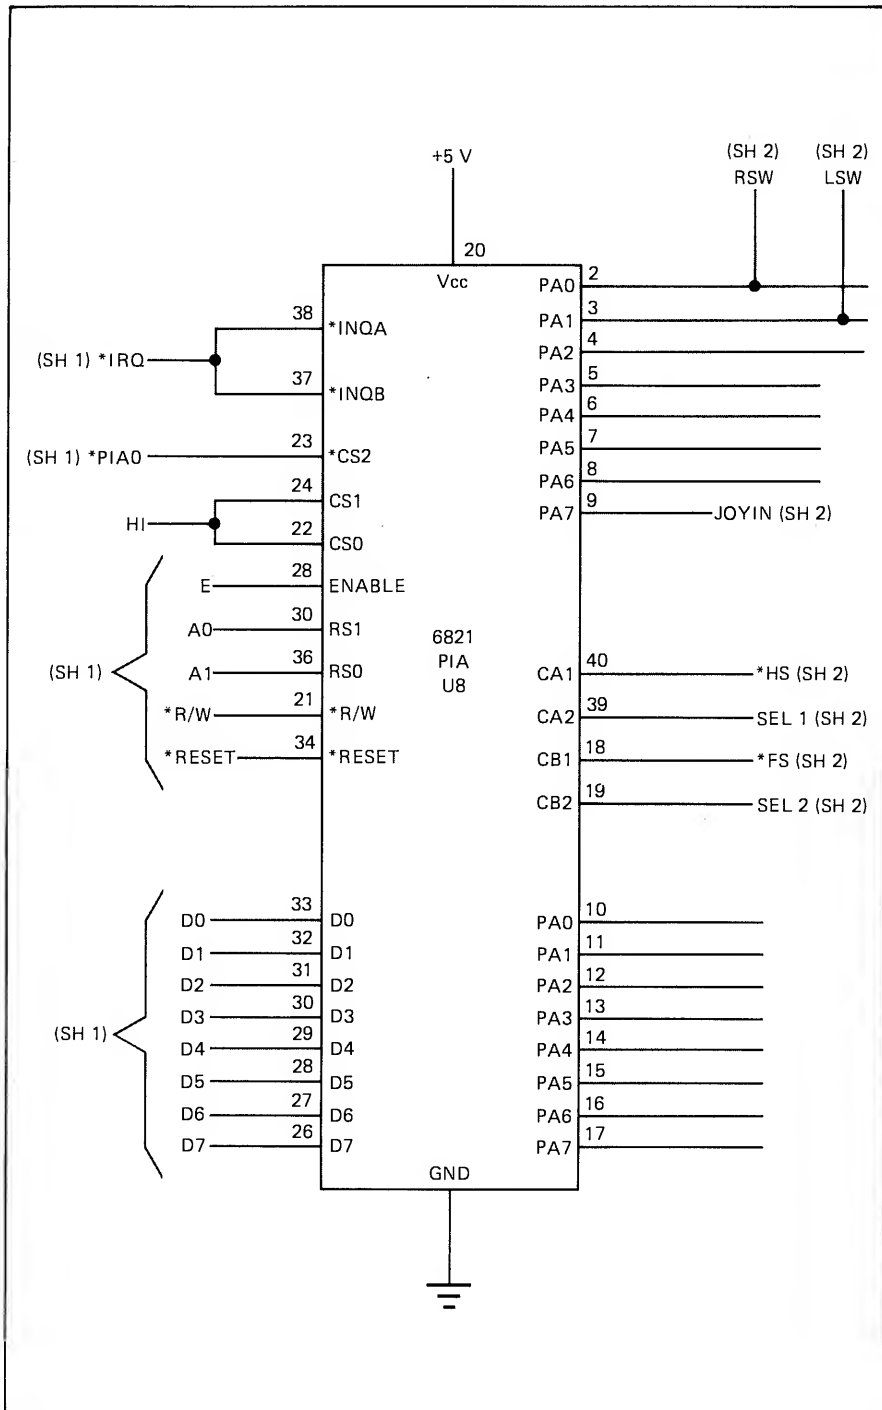 (SH 2) (SH 2)
RSW LSW
+5 V
20
Vcc
PA0 2
38 *INQA
PA1 3
(SH 1) *IRQ
PA2 4
37 *INQB
PA3 5
PA4 6
(SH 1) *PIA0 23 *CS2
PA5 7
PA6 8
24 CS1
PA7 9 JOYIN (SH 2)
HI
22 CS0
E 28 ENABLE
A0 30 RS1
6821
PIA
U8
(SH 1)
A1 36 RS0
CA1 40 *HS (SH 2)
*R/W 21 *R/W
CA2 39 SEL 1 (SH 2)
*RESET 34 *RESET
CB1 18 *FS (SH 2)
CB2 19 SEL 2 (SH 2)
D0 33 D0
PA0 10
D1 32 D1
PA1 11
D2 31 D2
PA2 12
D3 30 D3
PA3 13
(SH 1)
D4 29 D4
PA4 14
D5 28 D5
PA5 15
D6 27 D6
PA6 16
D7 26 D7
PA7 17
GND